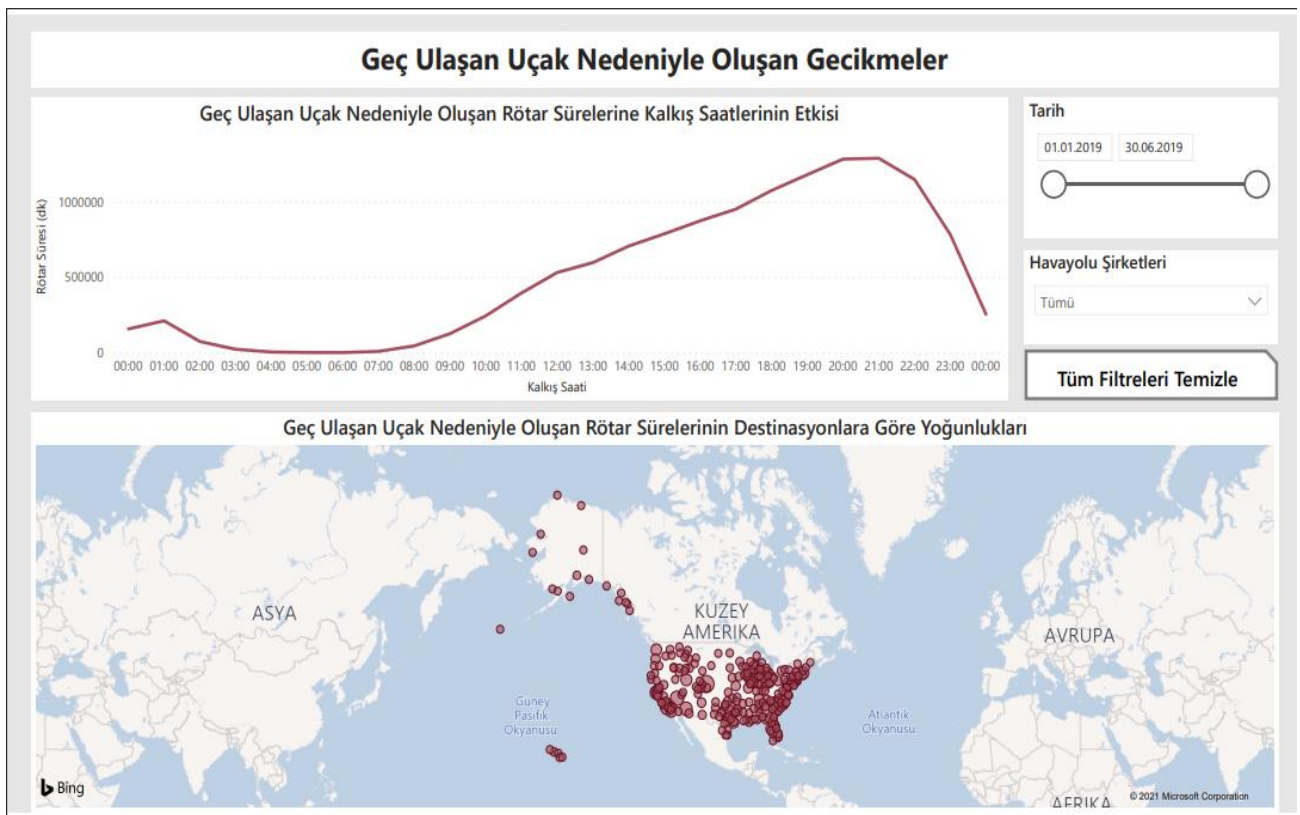 Geç Ulaşan Uçak Nedeniyle Oluşan Gecikmeler
Geç Ulaşan Uçak Nedeniyle Oluşan Rötar Sürelerine Kalkış Saatlerinin Etkisi
Rötar Süresi (dk)
1000000
500000
0
00:00 01:00 02:00 03:00 04:00 05:00 06:00 07:00 08:00 09:00 10:00 11:00 12:00 13:00 14:00 15:00 16:00 17:00 18:00 19:00 20:00 21:00 22:00 23:00 00:00
Kalkış Saati
Tarih
01.01.2019 30.06.2019
Havayolu Şirketleri
Tümü
Tüm Filtreleri Temizle
Geç Ulaşan Uçak Nedeniyle Oluşan Rötar Sürelerinin Destinasyonlara Göre Yoğunlukları
ASYA
KUZEY
AMERIKA
AVRUPA
Guney
Pasifik
Okyanusu
Atlantik
Okyanusu
Bing
AFRIKA
© 2021 Microsoft Corporation